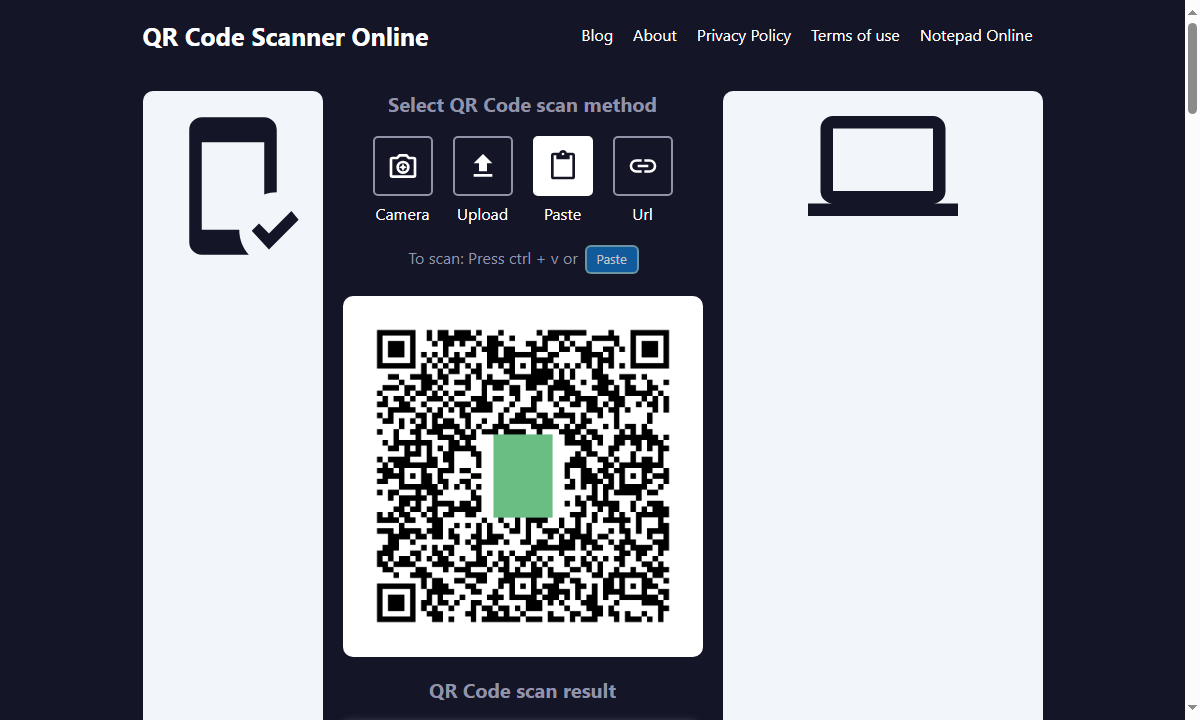 QR Code Scanner Online
Blog About Privacy Policy Terms of use Notepad Online
Select QR Code scan method
Camera Upload Paste Url
To scan: Press ctrl + v or Paste
QR Code scan result